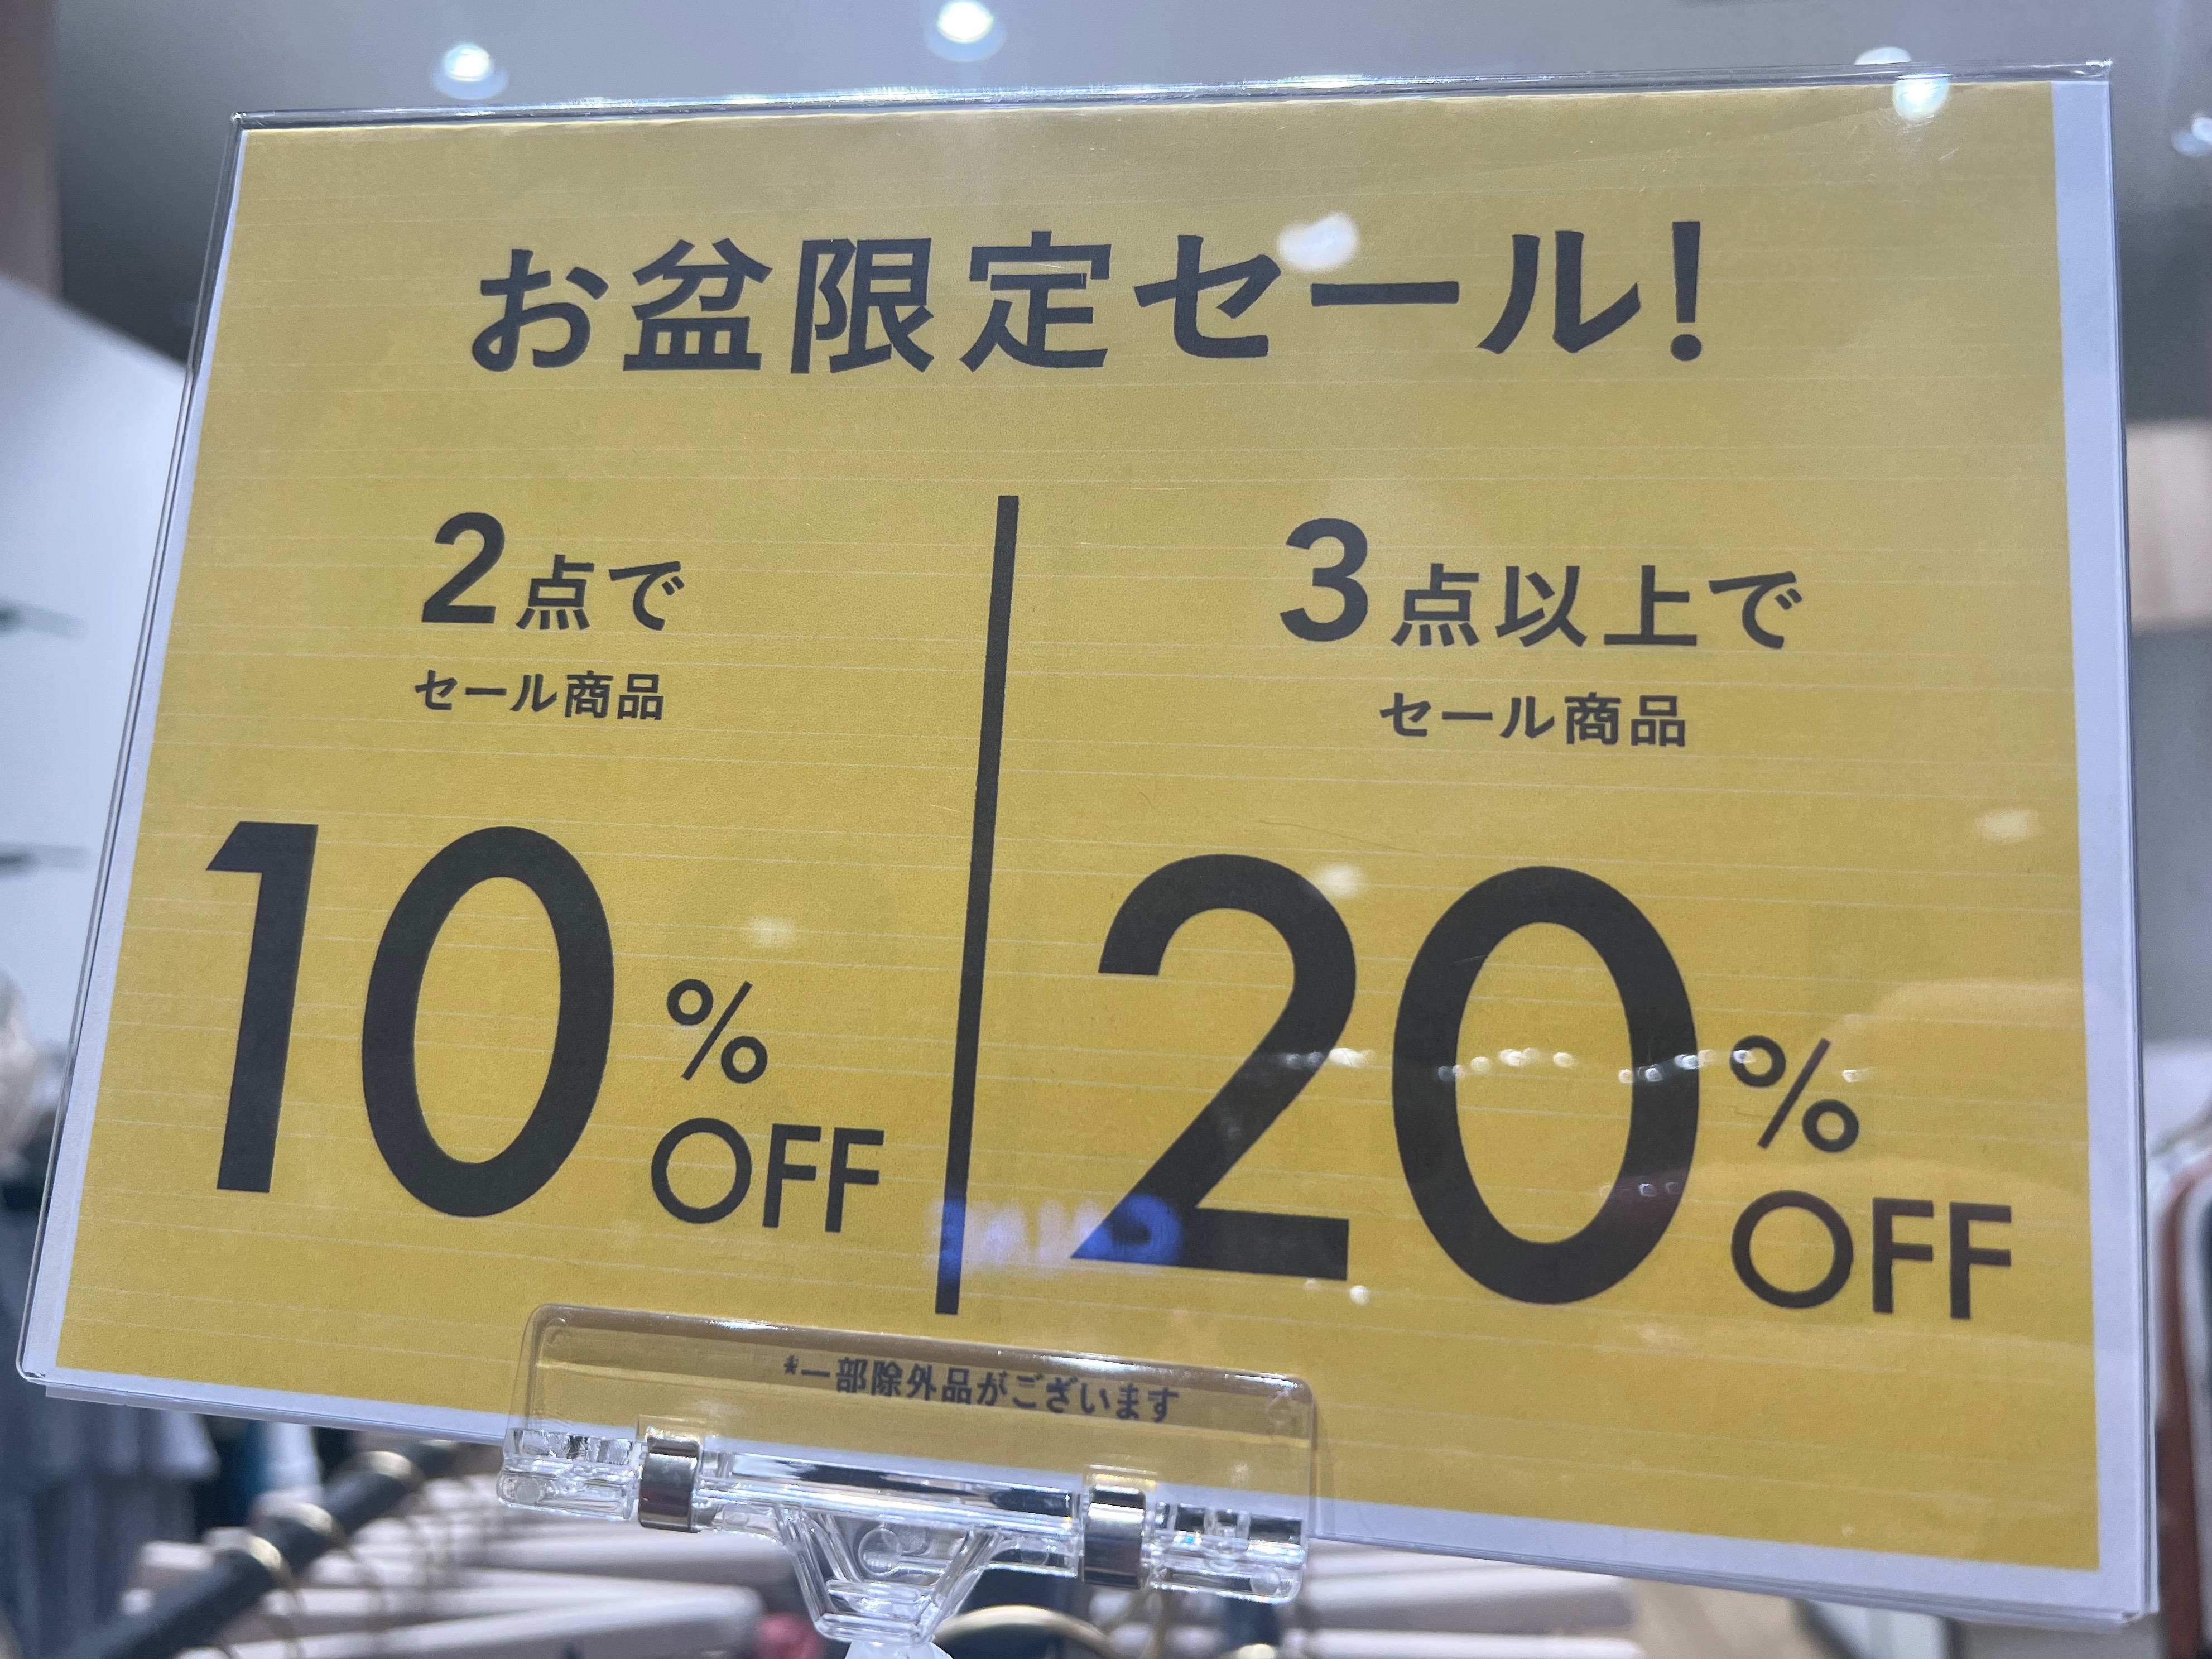 お盆限定セール!
2点で
セール商品
10%
OFF
3点以上で
セール商品
20%
OFF
*一部除外品がございます